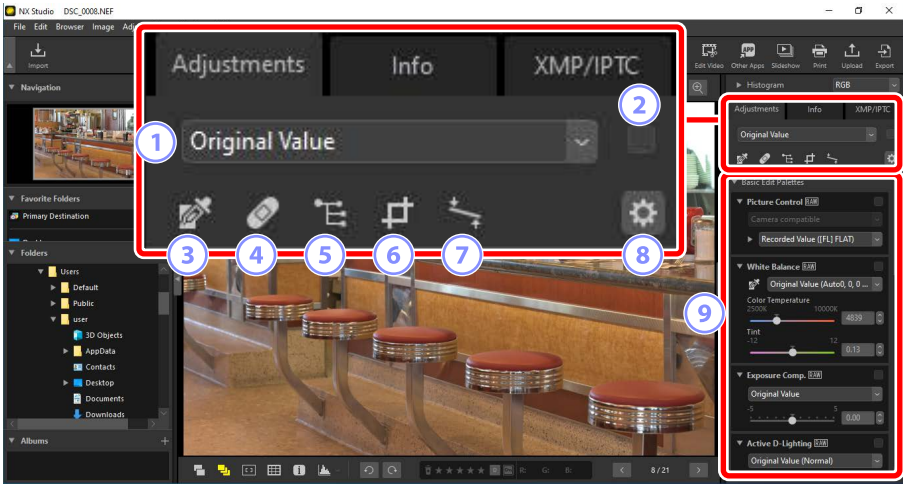 NX Studio DSC_0008.NEF
File Edit Browser Image Adj
Import
Edit Video Other Apps Slideshow Print Upload Export
Navigation
Histogram RGB
Adjustments Info XMP/IPTC
Original Value
1
2
3 4 5 6 7 8
Adjustments Info XMP/IPTC
Original Value
Favorite Folders
Primary Destination
Folders
Users
Default
Public
user
3D Objects
AppData
Contacts
Desktop
Documents
Downloads
Albums
9
Basic Edit Palettes
Picture Control RAW
Camera compatible
Recorded Value ([FL] FLAT)
White Balance RAW
Original Value (Auto0, 0, 0 ...
Color Temperature
2500K 10000K
4839
Tint
-12 12
0.13
Exposure Comp. RAW
Original Value
-5 5
0.00
Active D-Lighting RAW
Original Value (Normal)
R: G: B:
8/21